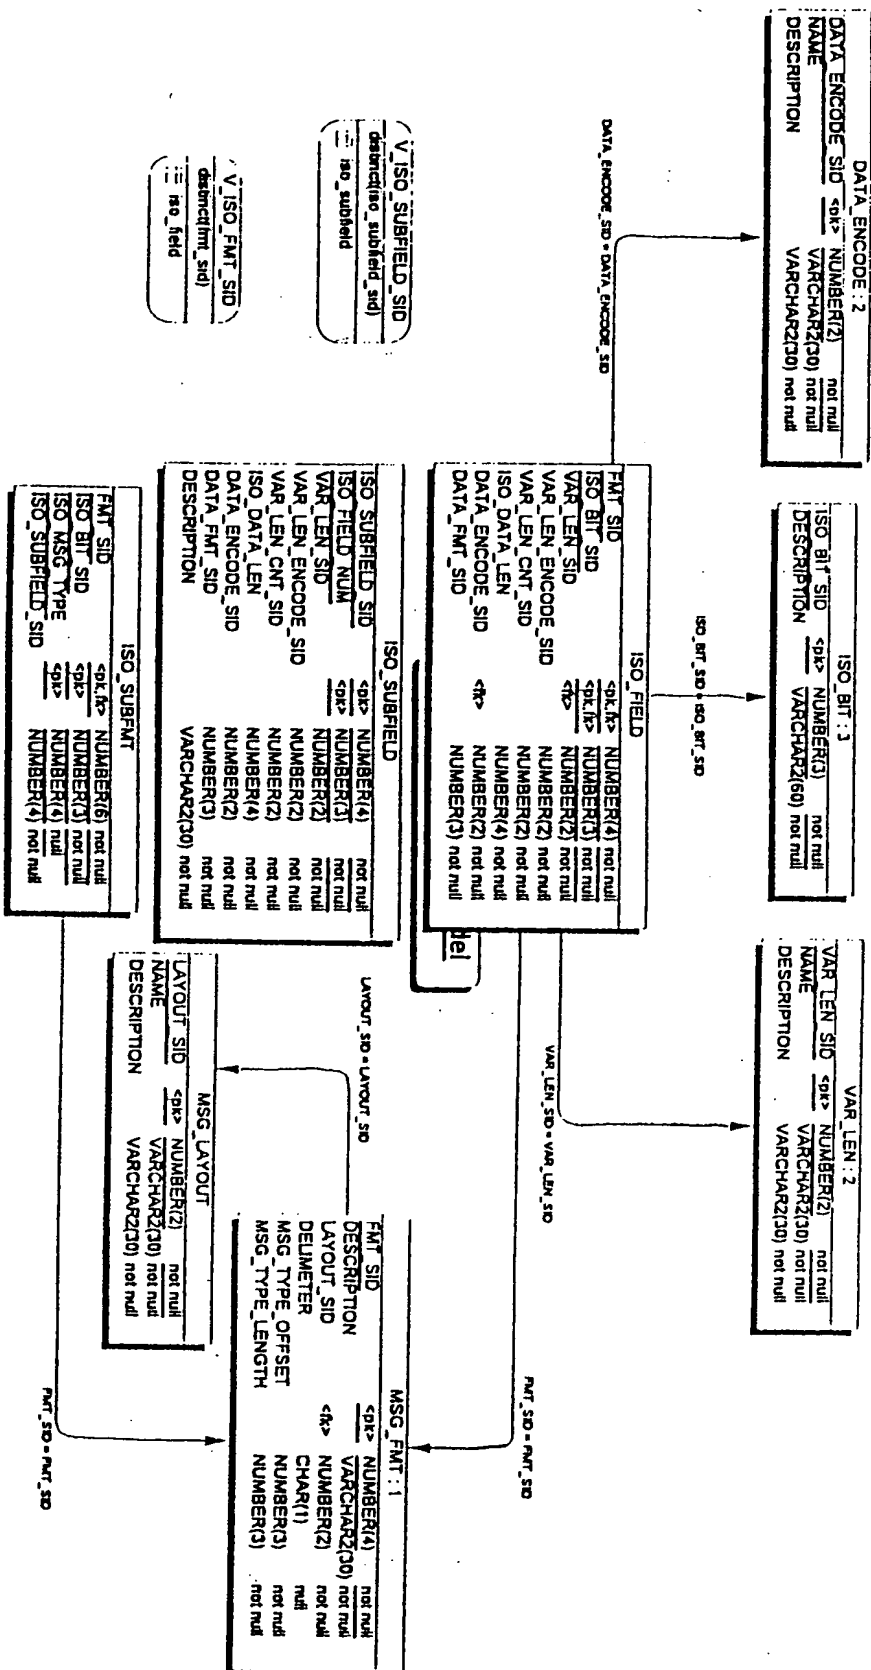 DATA_ENCODE : 2
DATA_ENCODE_SID <pk> NUMBER(2) not null
NAME VARCHAR2(30) not null
DESCRIPTION VARCHAR2(30) not null
ISO_BIT : 3
ISO_BIT_SID <pk> NUMBER(3) not null
DESCRIPTION VARCHAR2(60) not null
VAR_LEN : 2
VAR_LEN_SID <pk> NUMBER(2) not null
NAME VARCHAR2(30) not null
DESCRIPTION VARCHAR2(30) not null
DATA_ENCODE_SID = DATA_ENCODE_SID
ISO_BIT_SID = ISO_BIT_SID
VAR_LEN_SID = VAR_LEN_SID
FMT_SID = FMT_SID
V_ISO_SUBFIELD_SID
distinct(iso_subfield_sid)
iso_subfield
V_ISO_FMT_SID
distinct(fmt_sid)
iso_field
ISO_FIELD
FMT_SID <pk,fk> NUMBER(4) not null
ISO_BIT_SID <pk,fk> NUMBER(3) not null
VAR_LEN_SID <fk> NUMBER(2) not null
VAR_LEN_ENCODE_SID NUMBER(2) not null
VAR_LEN_CNT_SID NUMBER(2) not null
ISO_DATA_LEN NUMBER(4) not null
DATA_ENCODE_SID <fk> NUMBER(2) not null
DATA_FMT_SID NUMBER(3) not null
del
ISO_SUBFIELD
ISO_SUBFIELD_SID <pk> NUMBER(4) not null
ISO_FIELD_NUM <pk> NUMBER(3) not null
VAR_LEN_SID NUMBER(2) not null
VAR_LEN_ENCODE_SID NUMBER(2) not null
VAR_LEN_CNT_SID NUMBER(2) not null
ISO_DATA_LEN NUMBER(4) not null
DATA_ENCODE_SID NUMBER(2) not null
DATA_FMT_SID NUMBER(3) not null
DESCRIPTION VARCHAR2(30) not null
ISO_SUBFMT
FMT_SID <pk,fk> NUMBER(6) not null
ISO_BIT_SID <pk> NUMBER(3) not null
ISO_MSG_TYPE <pk> NUMBER(4) null
ISO_SUBFIELD_SID NUMBER(4) not null
LAYOUT_SID = LAYOUT_SID
MSG_FMT : 1
FMT_SID <pk> NUMBER(4) not null
DESCRIPTION VARCHAR2(30) not null
LAYOUT_SID <fk> NUMBER(2) not null
DELIMETER CHAR(1) null
MSG_TYPE_OFFSET NUMBER(3) not null
MSG_TYPE_LENGTH NUMBER(3) not null
MSG_LAYOUT
LAYOUT_SID <pk> NUMBER(2) not null
NAME VARCHAR2(30) not null
DESCRIPTION VARCHAR2(30) not null
FMT_SID = FMT_SID